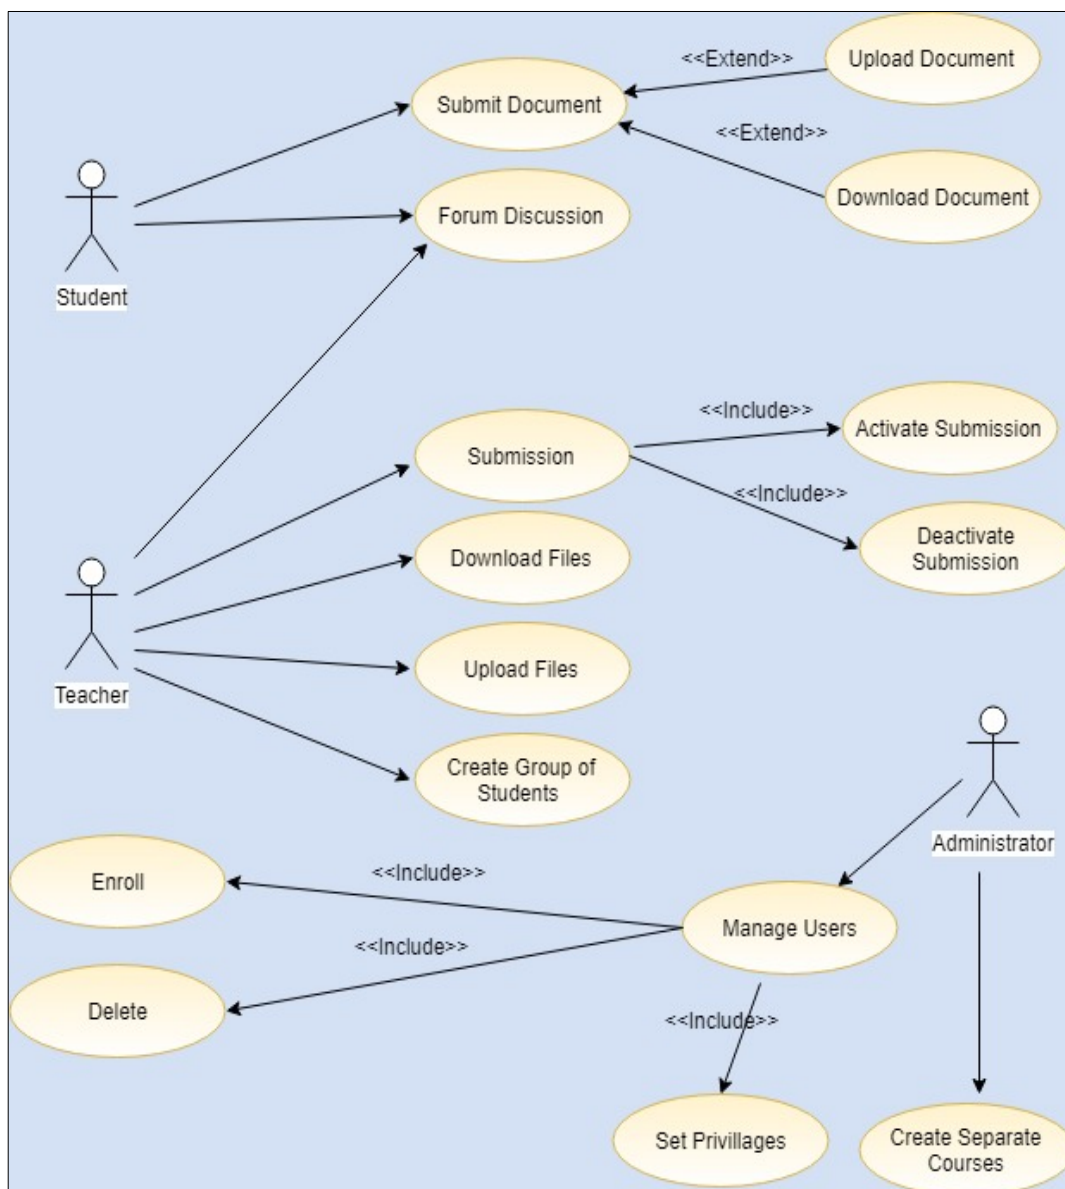 <<Extend>>
Upload Document
Submit Document
<<Extend>>
Download Document
Forum Discussion
Student
<<Include>>
Activate Submission
Submission
<<Include>>
Deactivate
Submission
Download Files
Upload Files
Teacher
Create Group of
Students
Administrator
<<Include>>
Enroll
Manage Users
<<Include>>
Delete
<<Include>>
Set Privillages
Create Separate
Courses